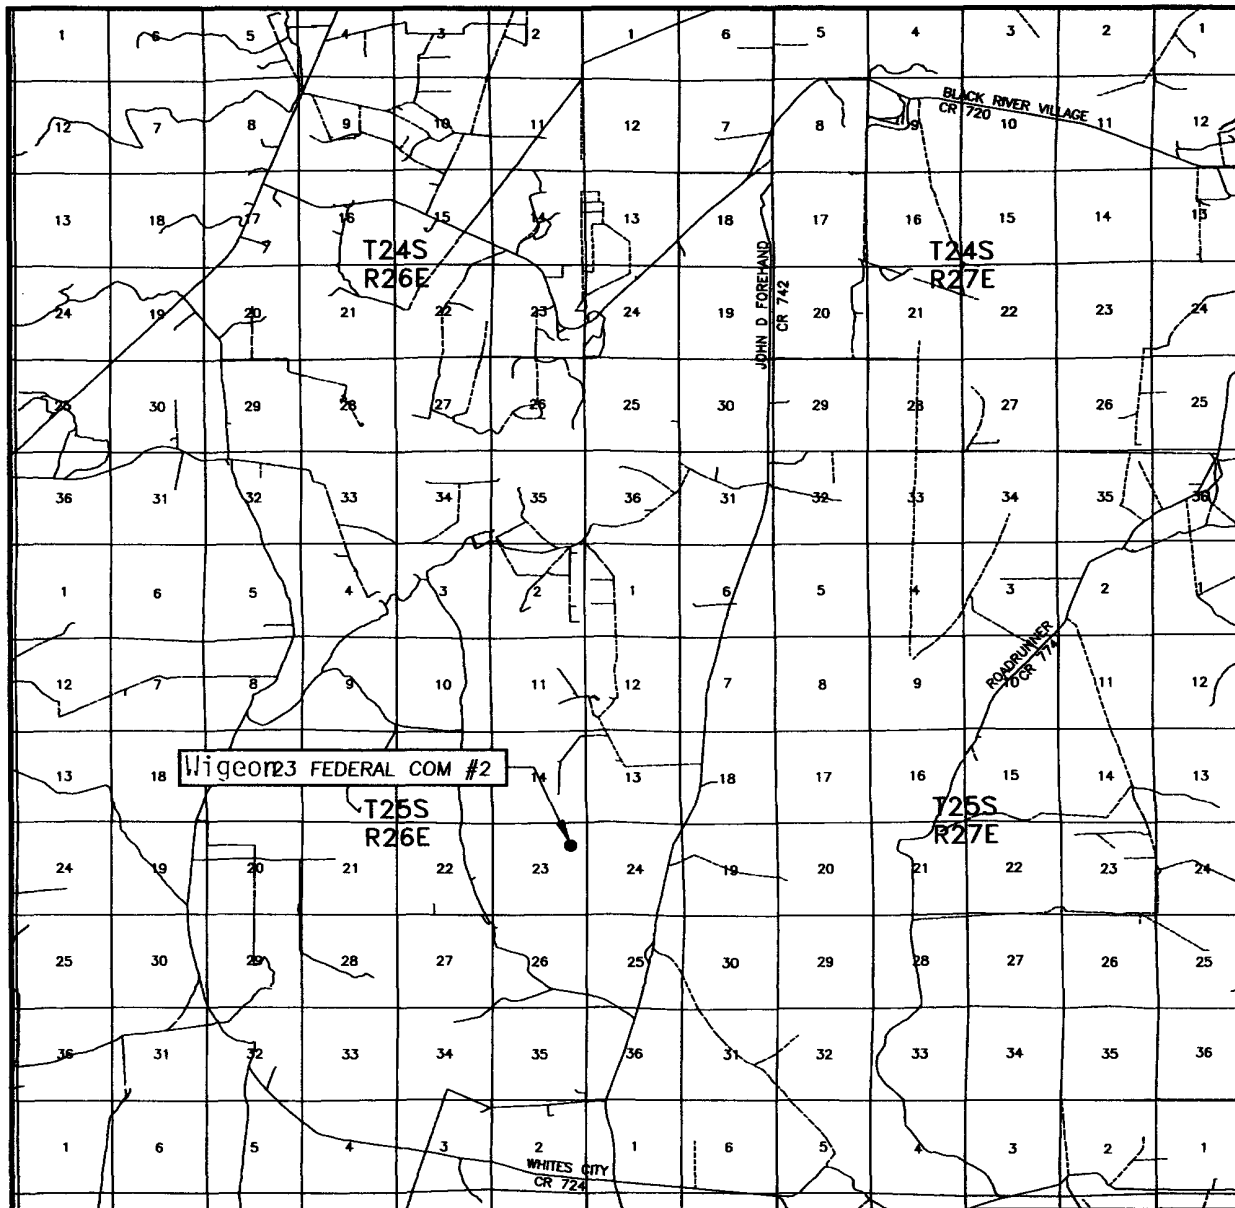 1 6 5 4 3 2 1 6 5 4 3 2 1
BLACK RIVER VILLAGE
CR 720
12 7 8 9 10 11 12 7 8 9 10 11 12
13 18 17 16 15 14 13 18 17 16 15 14 13
T24S
R26E
T24S
R27E
JOHN D FOREHAND
CR 742
24 19 20 21 22 23 24 19 20 21 22 23 24
25 30 29 28 27 26 25 30 29 28 27 26 25
36 31 32 33 34 35 36 31 32 33 34 35 36
1 6 5 4 3 2 1 6 5 4 3 2 1
ROADRUNNER
CR 774
12 7 8 9 10 11 12 7 8 9 10 11 12
Wigeon23 FEDERAL COM #2
13 18 14 13 18 17 16 15 14 13
T25S
R26E
T25S
R27E
24 19 20 21 22 23 24 19 20 21 22 23 24
25 30 29 28 27 26 25 30 29 28 27 26 25
36 31 32 33 34 35 36 31 32 33 34 35 36
1 6 5 4 3 2 1 6 5 4 3 2 1
WHITES CITY
CR 724